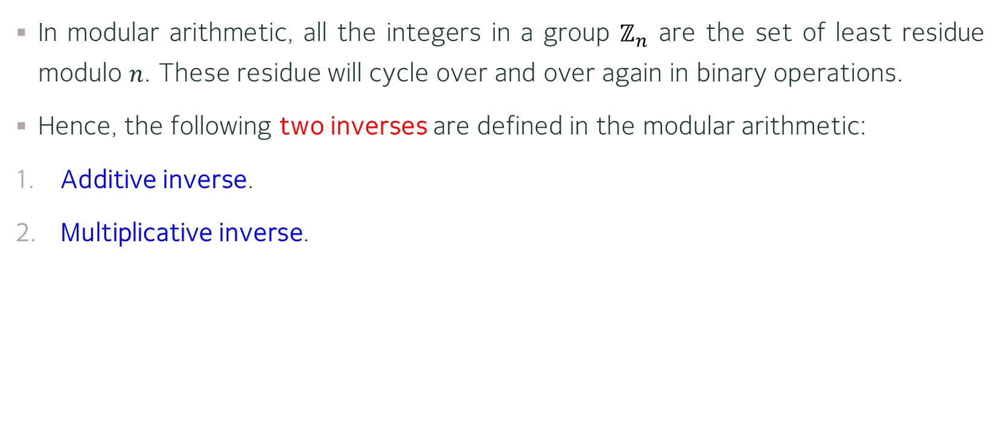 ▪ In modular arithmetic, all the integers in a group ℤₙ are the set of least residue
modulo n. These residue will cycle over and over again in binary operations.
▪ Hence, the following two inverses are defined in the modular arithmetic:
1. Additive inverse.
2. Multiplicative inverse.